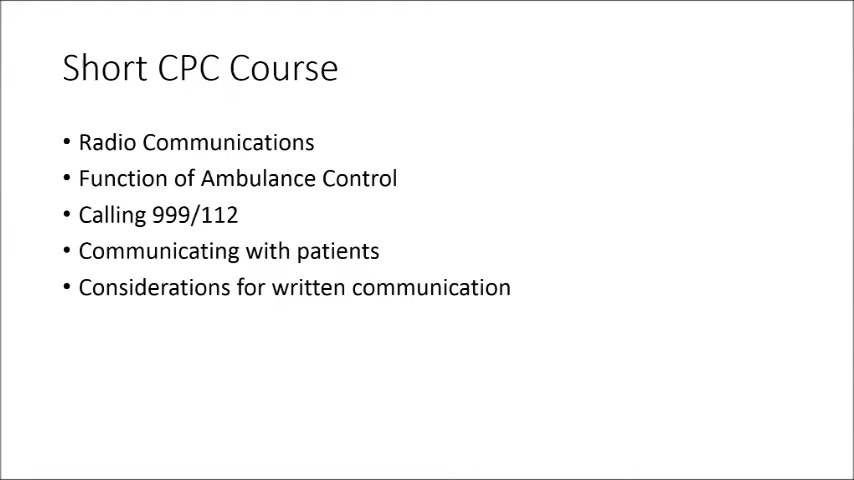 Short CPC Course
• Radio Communications
• Function of Ambulance Control
• Calling 999/112
• Communicating with patients
• Considerations for written communication